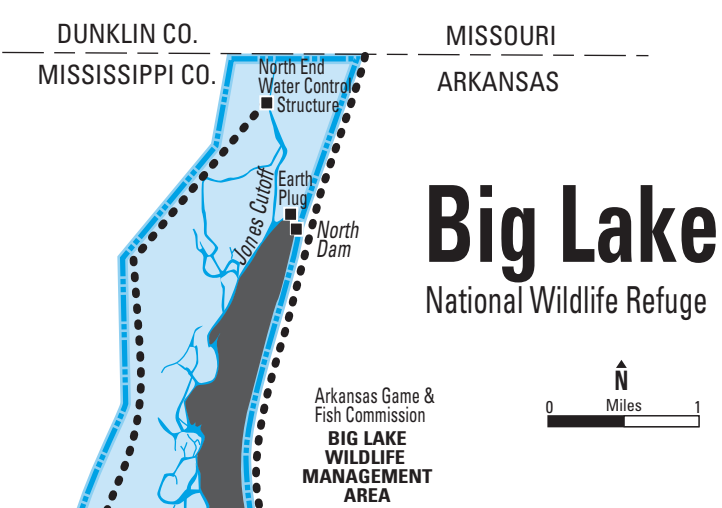 DUNKLIN CO.
MISSOURI
MISSISSIPPI CO.
ARKANSAS
North End
Water Control
Structure
Jones Cutoff
Earth
Plug
North
Dam
Big Lake
National Wildlife Refuge
N
0 Miles 1
Arkansas Game &
Fish Commission
BIG LAKE
WILDLIFE
MANAGEMENT
AREA